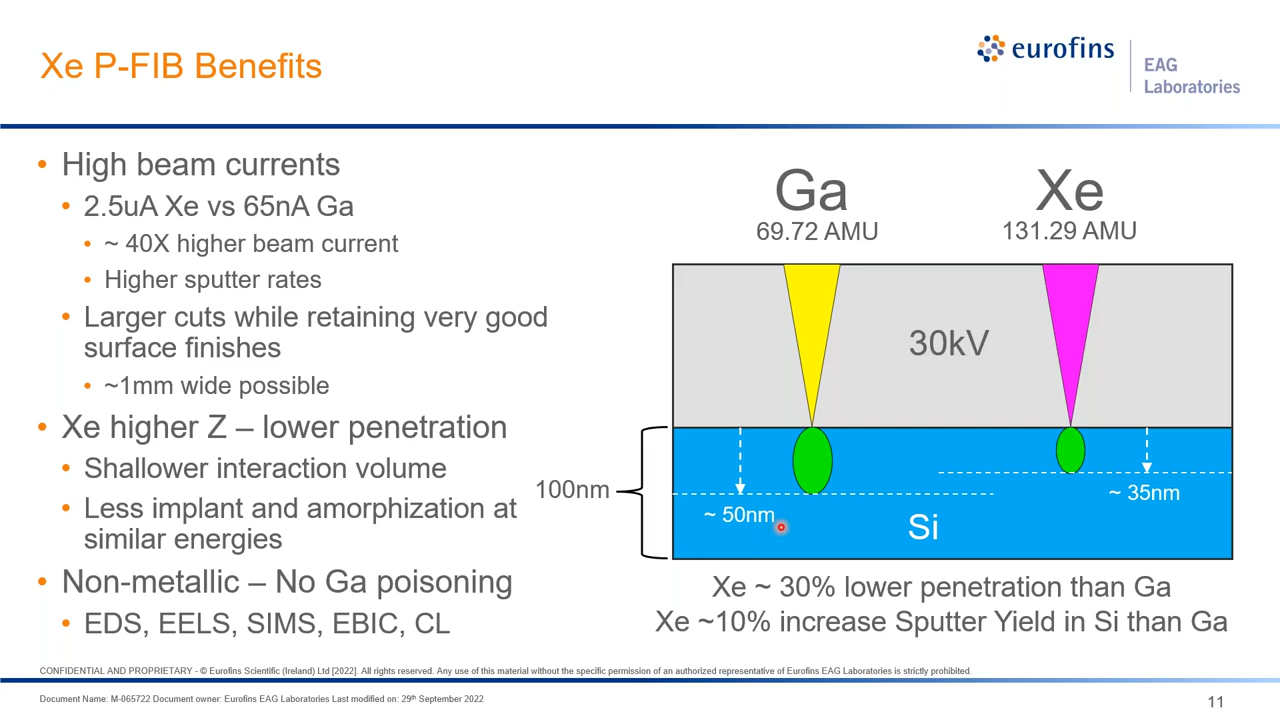 Xe P-FIB Benefits
eurofins
EAG
Laboratories
• High beam currents
• 2.5uA Xe vs 65nA Ga
• ~ 40X higher beam current
• Higher sputter rates
• Larger cuts while retaining very good
surface finishes
• ~1mm wide possible
• Xe higher Z – lower penetration
• Shallower interaction volume
• Less implant and amorphization at
similar energies
• Non-metallic – No Ga poisoning
• EDS, EELS, SIMS, EBIC, CL
Ga
69.72 AMU
Xe
131.29 AMU
30kV
100nm
~ 50nm
~ 35nm
Si
Xe ~ 30% lower penetration than Ga
Xe ~10% increase Sputter Yield in Si than Ga
CONFIDENTIAL AND PROPRIETARY - © Eurofins Scientific (Ireland) Ltd [2022]. All rights reserved. Any use of this material without the specific permission of an authorized representative of Eurofins EAG Laboratories is strictly prohibited.
Document Name: M-065722 Document owner: Eurofins EAG Laboratories Last modified on: 29th September 2022
11